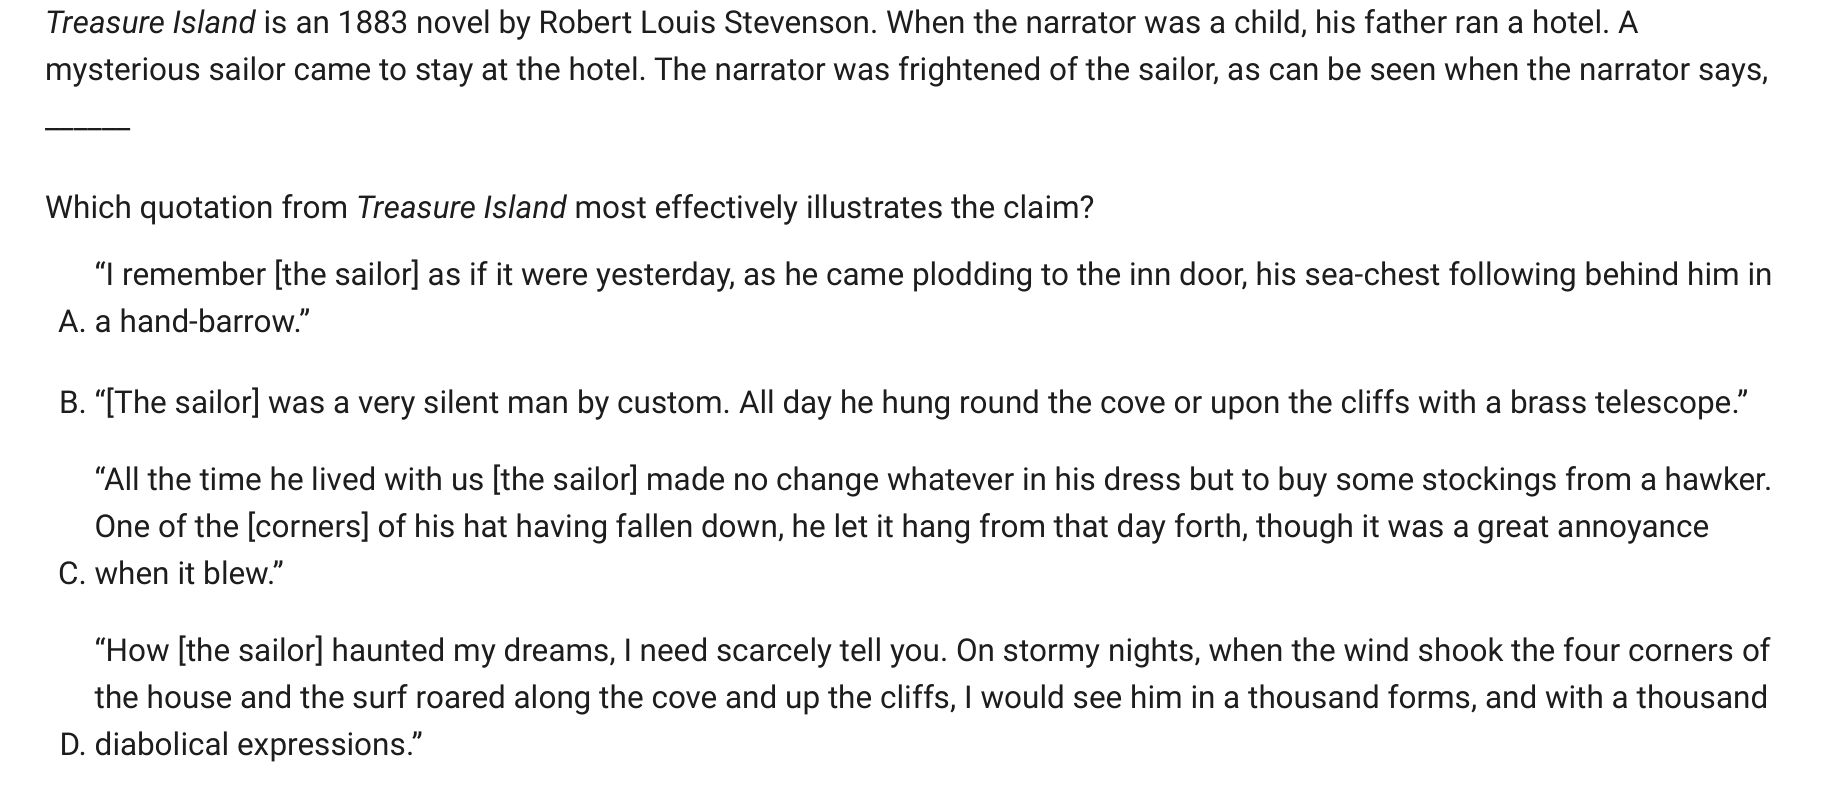 Treasure Island is an 1883 novel by Robert Louis Stevenson. When the narrator was a child, his father ran a hotel. A
mysterious sailor came to stay at the hotel. The narrator was frightened of the sailor, as can be seen when the narrator says,
______
Which quotation from Treasure Island most effectively illustrates the claim?
“I remember [the sailor] as if it were yesterday, as he came plodding to the inn door, his sea-chest following behind him in
A. a hand-barrow.”
B. “[The sailor] was a very silent man by custom. All day he hung round the cove or upon the cliffs with a brass telescope.”
“All the time he lived with us [the sailor] made no change whatever in his dress but to buy some stockings from a hawker.
One of the [corners] of his hat having fallen down, he let it hang from that day forth, though it was a great annoyance
C. when it blew.”
“How [the sailor] haunted my dreams, I need scarcely tell you. On stormy nights, when the wind shook the four corners of
the house and the surf roared along the cove and up the cliffs, I would see him in a thousand forms, and with a thousand
D. diabolical expressions.”